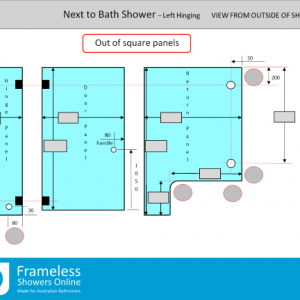 Next to Bath Shower – Left Hinging VIEW FROM OUTSIDE OF SH
Out of square panels
Hinge panel
Door panel
Return panel
30
200
80
handle
1050
80
30
80
Frameless
Showers Online
Made for Australian Bathrooms